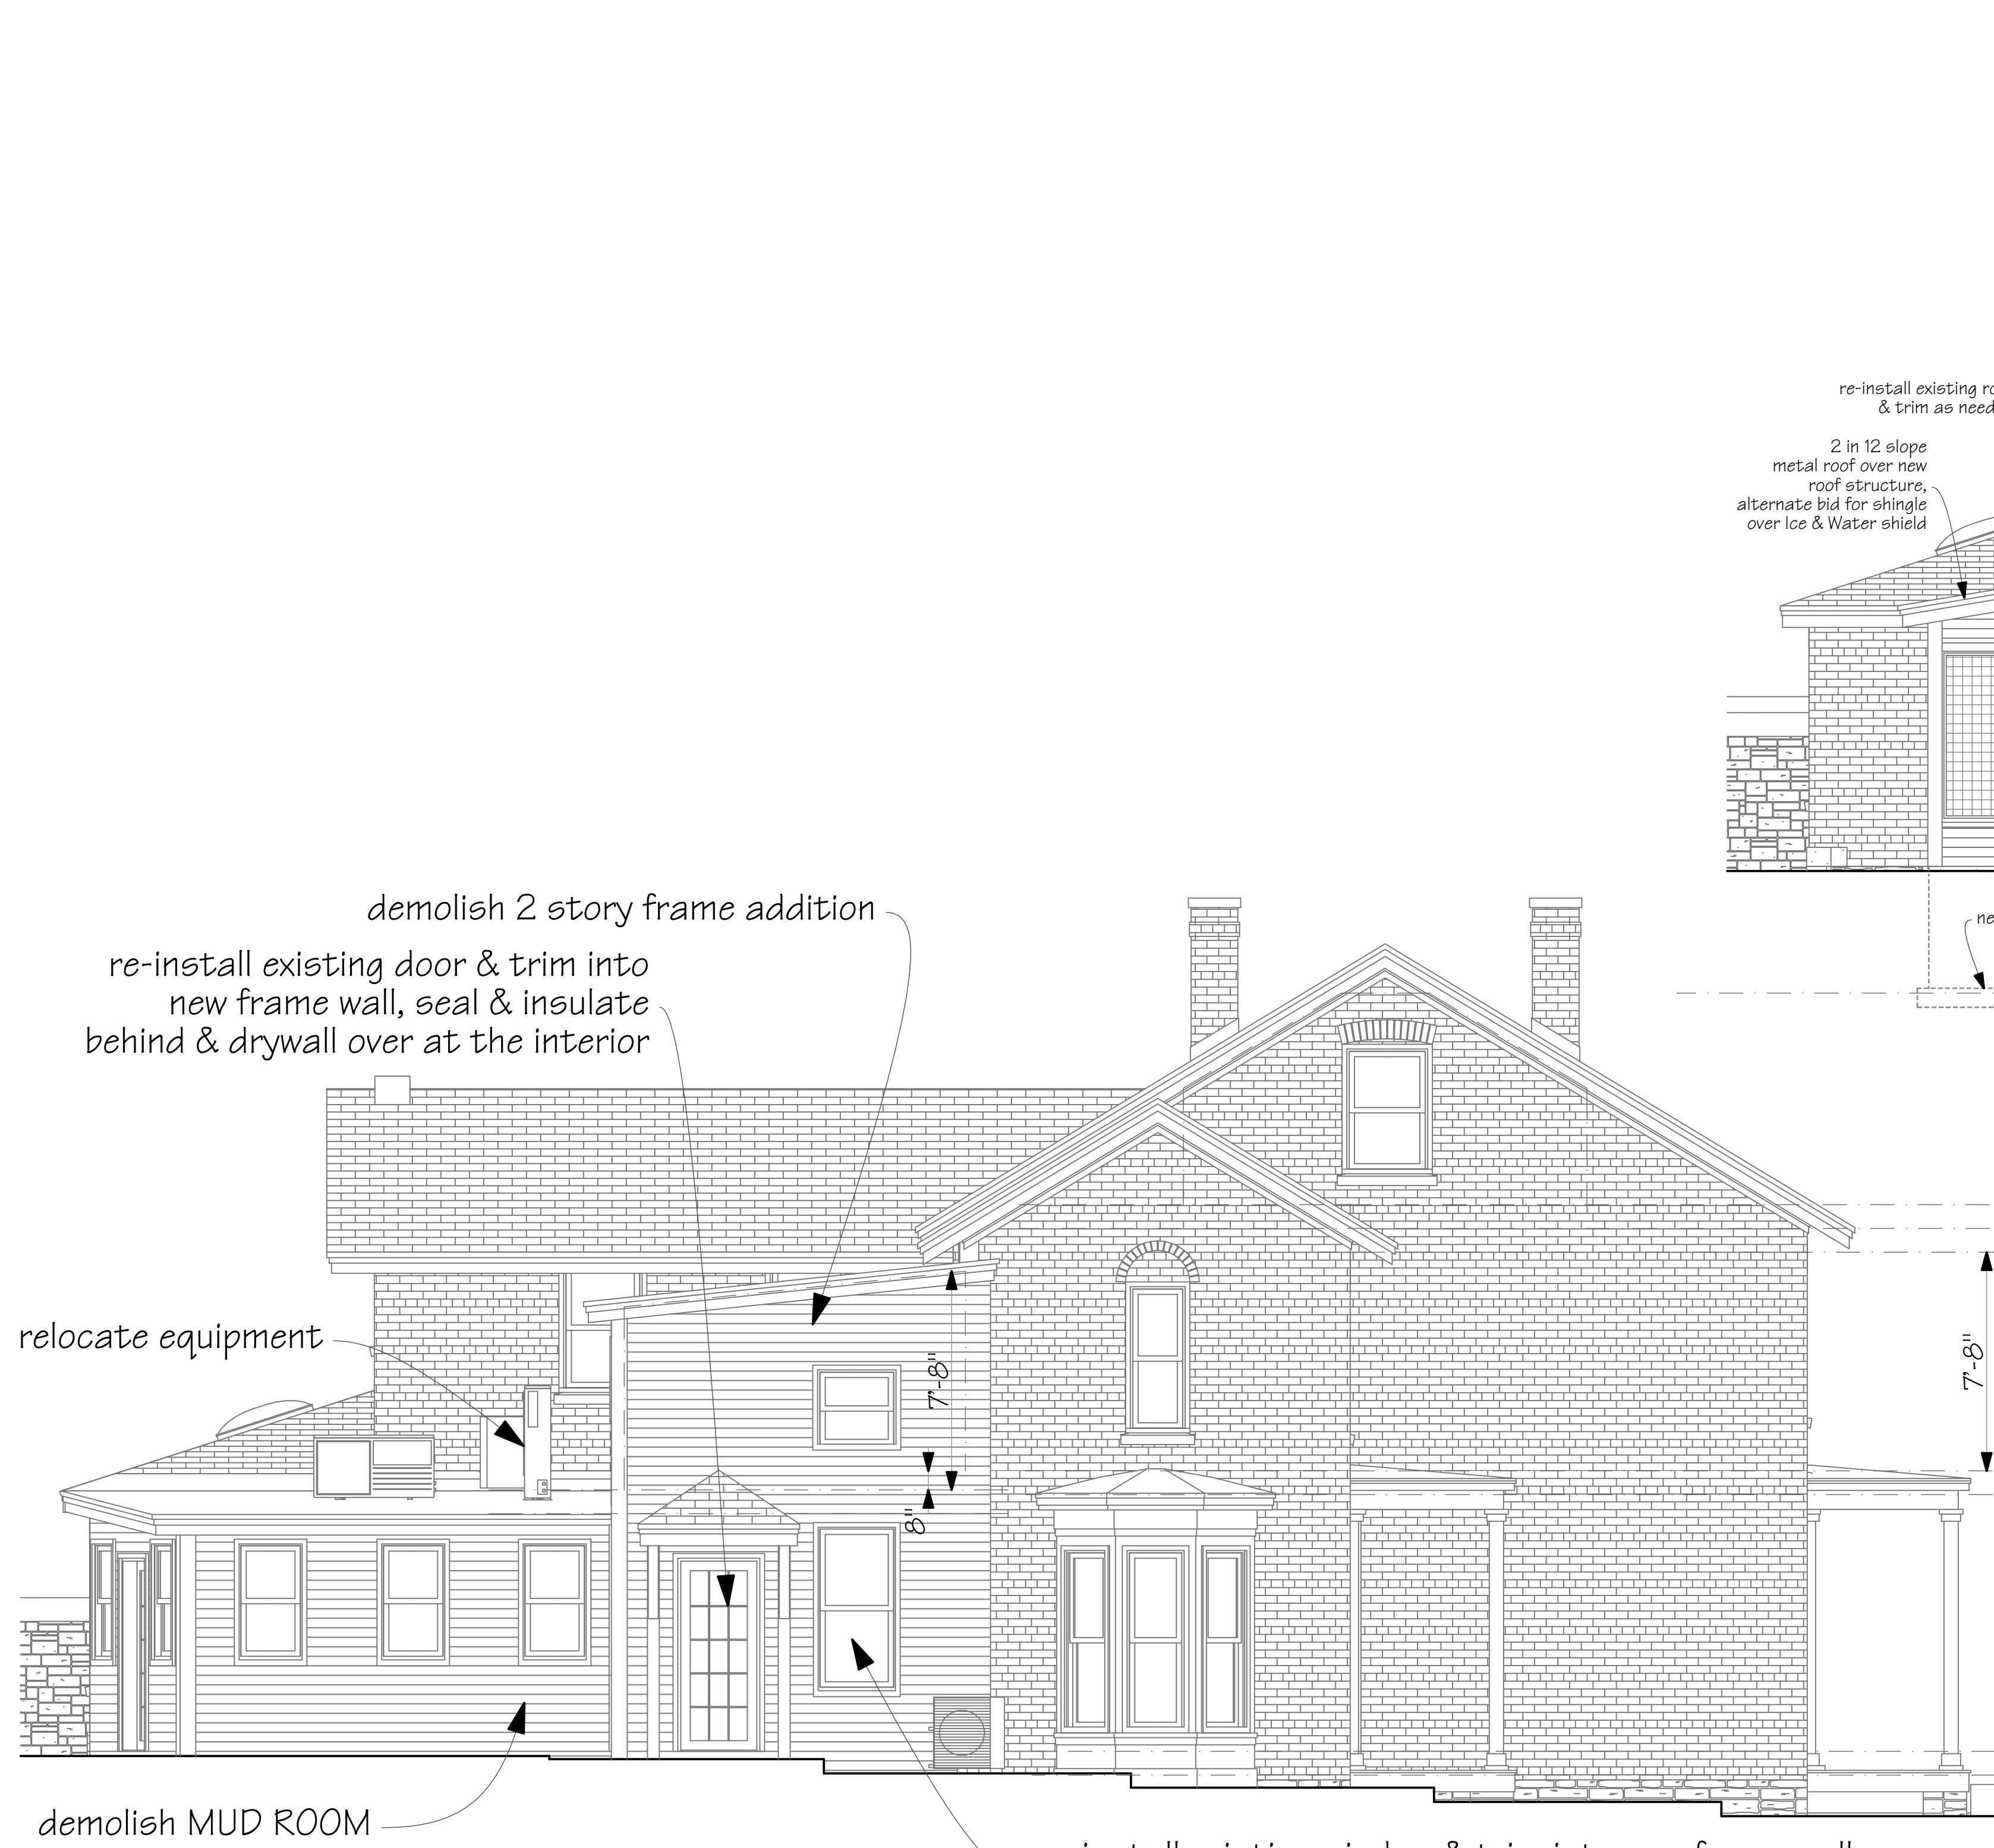 re-install existing
& trim as need
2 in 12 slope
metal roof over new
roof structure,
alternate bid for shingle
over Ice & Water shield
demolish 2 story frame addition
re-install existing door & trim into
new frame wall, seal & insulate
behind & drywall over at the interior
relocate equipment
7'-8"
8"
7'-8"
demolish MUD ROOM